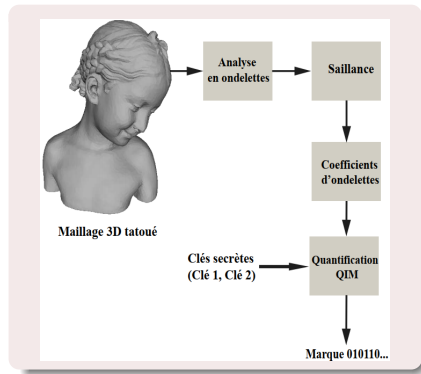 Analyse
en ondelettes
Saillance
Coefficients
d'ondelettes
Maillage 3D tatoué
Clés secrètes
(Clé 1, Clé 2)
Quantification
QIM
Marque 010110...